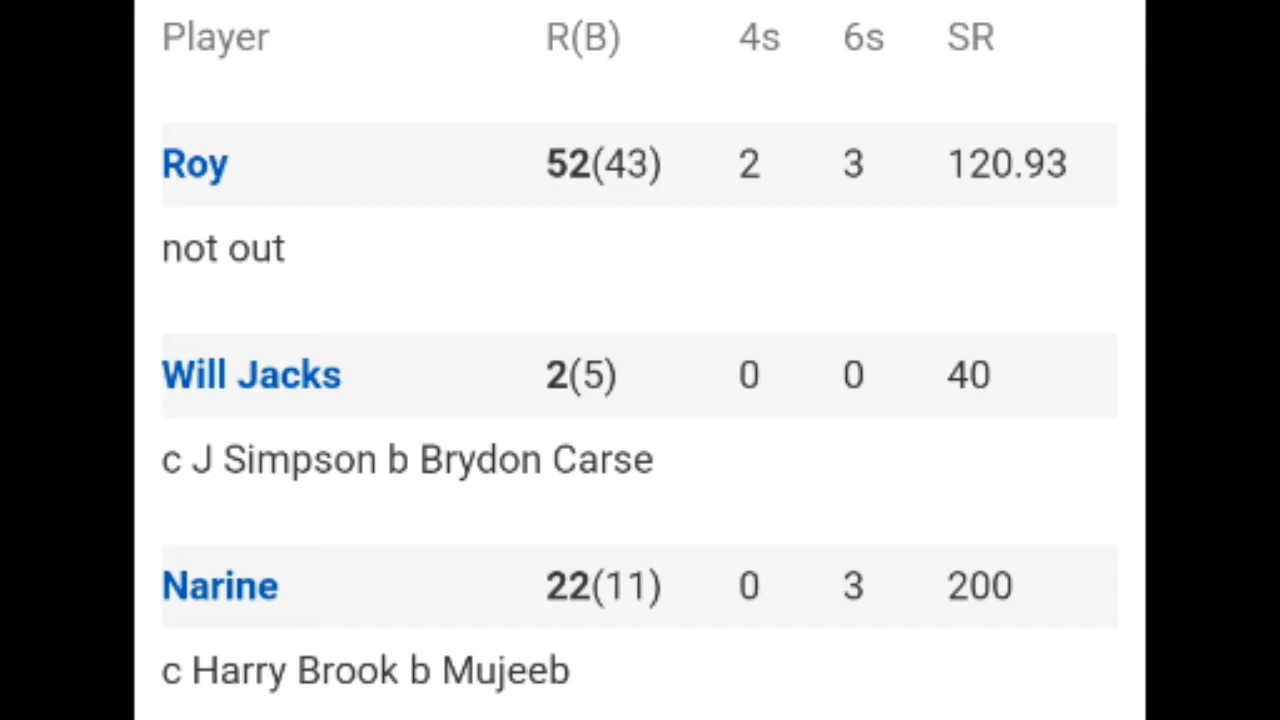 Player R(B) 4s 6s SR
Roy 52(43) 2 3 120.93
not out
Will Jacks 2(5) 0 0 40
c J Simpson b Brydon Carse
Narine 22(11) 0 3 200
c Harry Brook b Mujeeb